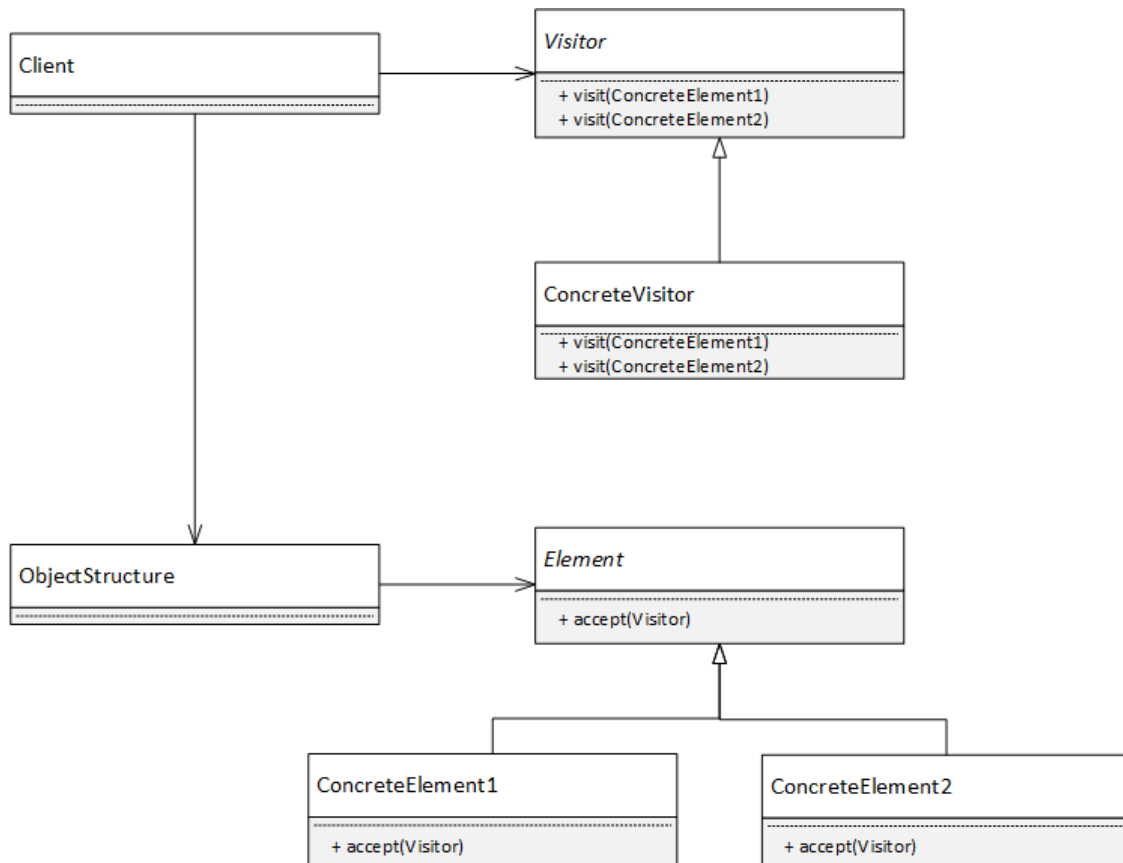 Client
Visitor
+ visit(ConcreteElement1)
+ visit(ConcreteElement2)
ConcreteVisitor
+ visit(ConcreteElement1)
+ visit(ConcreteElement2)
ObjectStructure
Element
+ accept(Visitor)
ConcreteElement1
+ accept(Visitor)
ConcreteElement2
+ accept(Visitor)